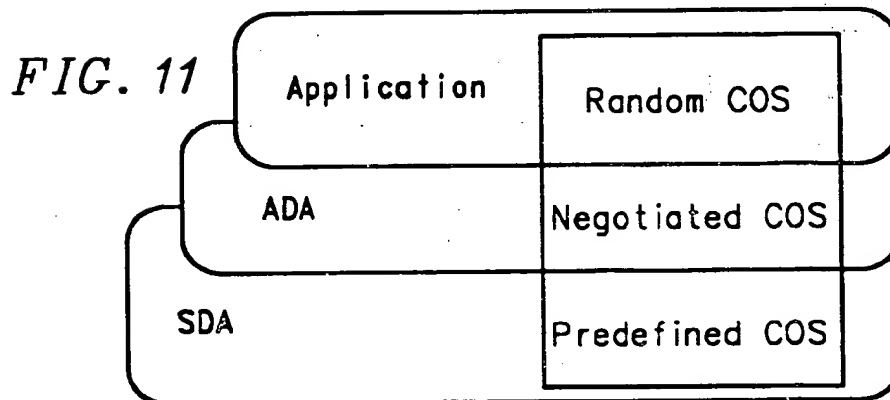 FIG. 11
Application
Random COS
ADA
Negotiated COS
SDA
Predefined COS